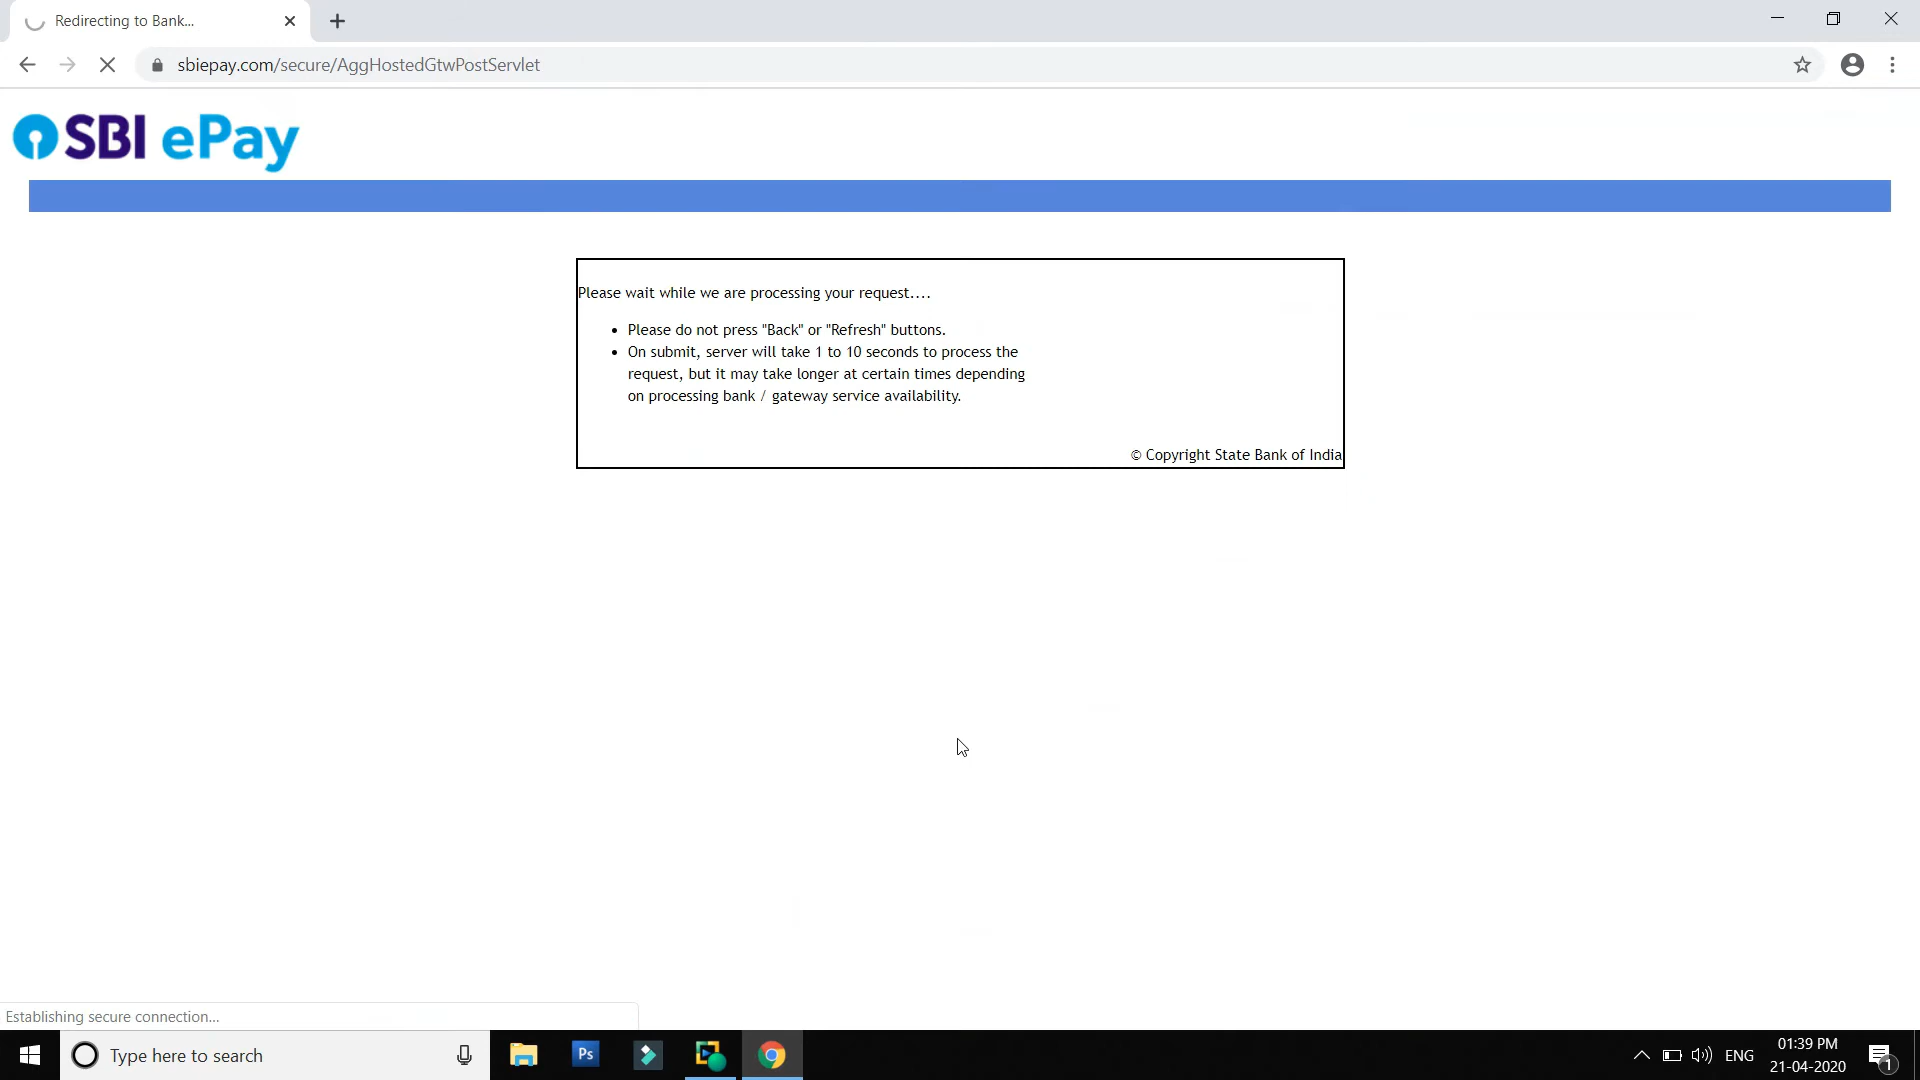 Redirecting to Bank...
sbiepay.com/secure/AggHostedGtwPostServlet
SBI ePay
Please wait while we are processing your request....
Please do not press "Back" or "Refresh" buttons.
On submit, server will take 1 to 10 seconds to process the
request, but it may take longer at certain times depending
on processing bank / gateway service availability.
© Copyright State Bank of India
Establishing secure connection...
Type here to search
Ps
ENG
01:39 PM
21-04-2020
1